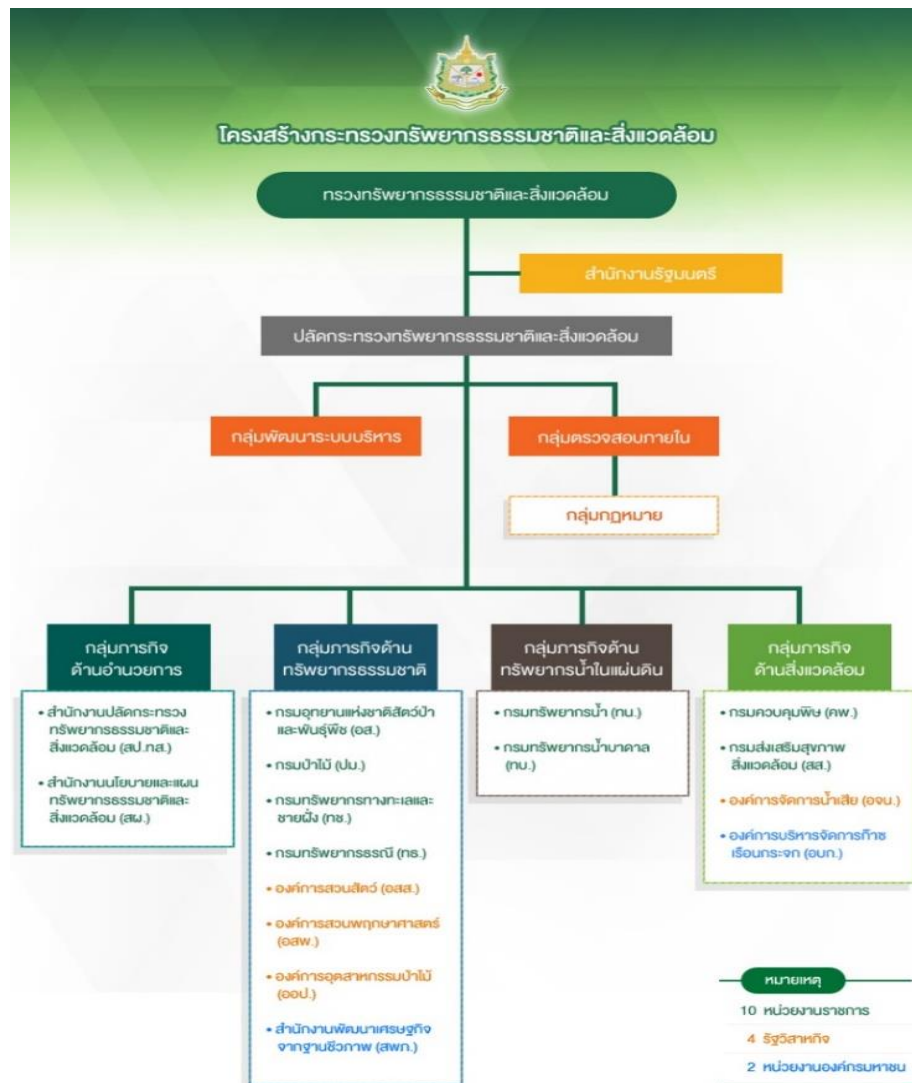 โครงสร้างกระทรวงทรัพยากรธรรมชาติและสิ่งแวดล้อม
ทรวงทรัพยากรธรรมชาติและสิ่งแวดล้อม
สำนักงานรัฐมนตรี
ปลัดกระทรวงทรัพยากรธรรมชาติและสิ่งแวดล้อม
กลุ่มพัฒนาระบบบริหาร
กลุ่มตรวจสอบภายใน
กลุ่มกฎหมาย
กลุ่มภารกิจ
ด้านอำนวยการ
• สำนักงานปลัดกระทรวง
ทรัพยากรธรรมชาติและ
สิ่งแวดล้อม (สป.ทส.)
• สำนักงานนโยบายและแผน
ทรัพยากรธรรมชาติและ
สิ่งแวดล้อม (สผ.)
กลุ่มภารกิจด้าน
ทรัพยากรธรรมชาติ
• กรมอุทยานแห่งชาติสัตว์ป่า
และพันธุ์พืช (อส.)
• กรมป่าไม้ (ปม.)
• กรมทรัพยากรทางทะเลและ
ชายฝั่ง (ทช.)
• กรมทรัพยากรธรณี (ทธ.)
• องค์การสวนสัตว์ (อสส.)
• องค์การสวนพฤกษาศาสตร์
(อสพ.)
• องค์การอุตสาหกรรมป่าไม้
(ออป.)
• สำนักงานพัฒนาเศรษฐกิจ
จากฐานชีวภาพ (สพภ.)
กลุ่มภารกิจด้าน
ทรัพยากรน้ำในแผ่นดิน
• กรมทรัพยากรน้ำ (ทน.)
• กรมทรัพยากรน้ำบาดาล
(ทบ.)
กลุ่มภารกิจ
ด้านสิ่งแวดล้อม
• กรมควบคุมพิษ (คพ.)
• กรมส่งเสริมสุขภาพ
สิ่งแวดล้อม (สส.)
• องค์การจัดการน้ำเสีย (อจน.)
• องค์การบริหารจัดการก๊าซ
เรือนกระจก (อบก.)
หมายเหตุ
10 หน่วยงานราชการ
4 รัฐวิสาหกิจ
2 หน่วยงานองค์กรมหาชน